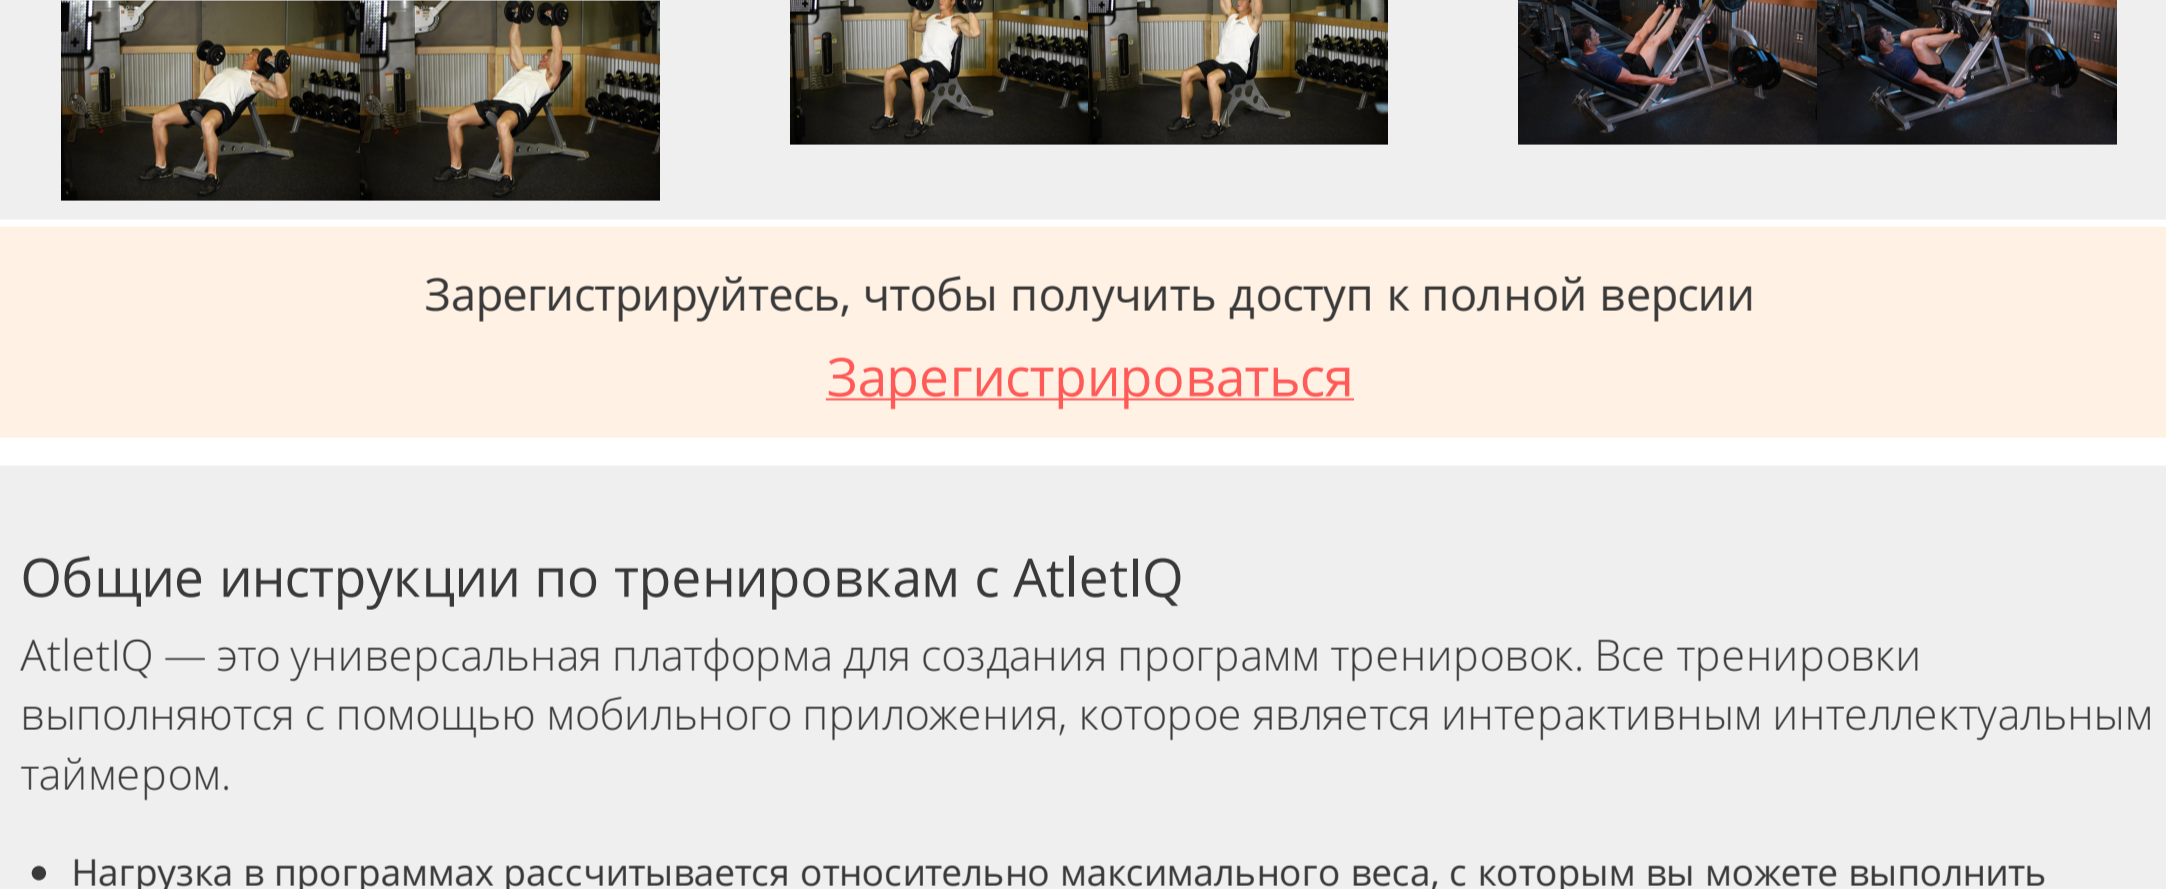 Зарегистрируйтесь, чтобы получить доступ к полной версии
Зарегистрироваться
Общие инструкции по тренировкам с AtletIQ
AtletIQ — это универсальная платформа для создания программ тренировок. Все тренировки
выполняются с помощью мобильного приложения, которое является интерактивным интеллектуальным
таймером.
• Нагрузка в программах рассчитывается относительно максимального веса, с которым вы можете выполнить